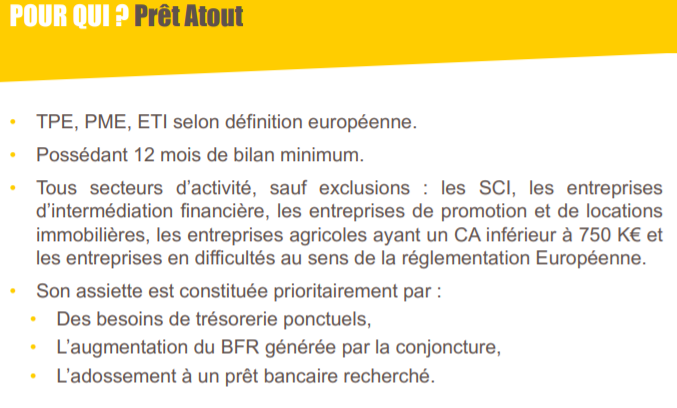 POUR QUI ? Prêt Atout
• TPE, PME, ETI selon définition européenne.
• Possédant 12 mois de bilan minimum.
• Tous secteurs d'activité, sauf exclusions : les SCI, les entreprises
d'intermédiation financière, les entreprises de promotion et de locations
immobilières, les entreprises agricoles ayant un CA inférieur à 750 K€ et
les entreprises en difficultés au sens de la réglementation Européenne.
• Son assiette est constituée prioritairement par :
• Des besoins de trésorerie ponctuels,
• L'augmentation du BFR générée par la conjoncture,
• L'adossement à un prêt bancaire recherché.